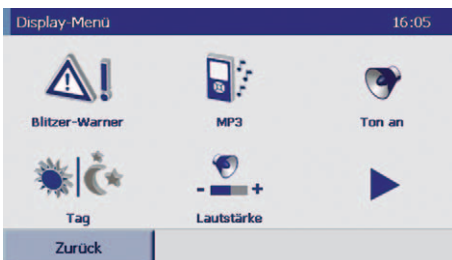 Display-Menü 16:05
Blitzer-Warner MP3 Ton an
Tag Lautstärke
Zurück